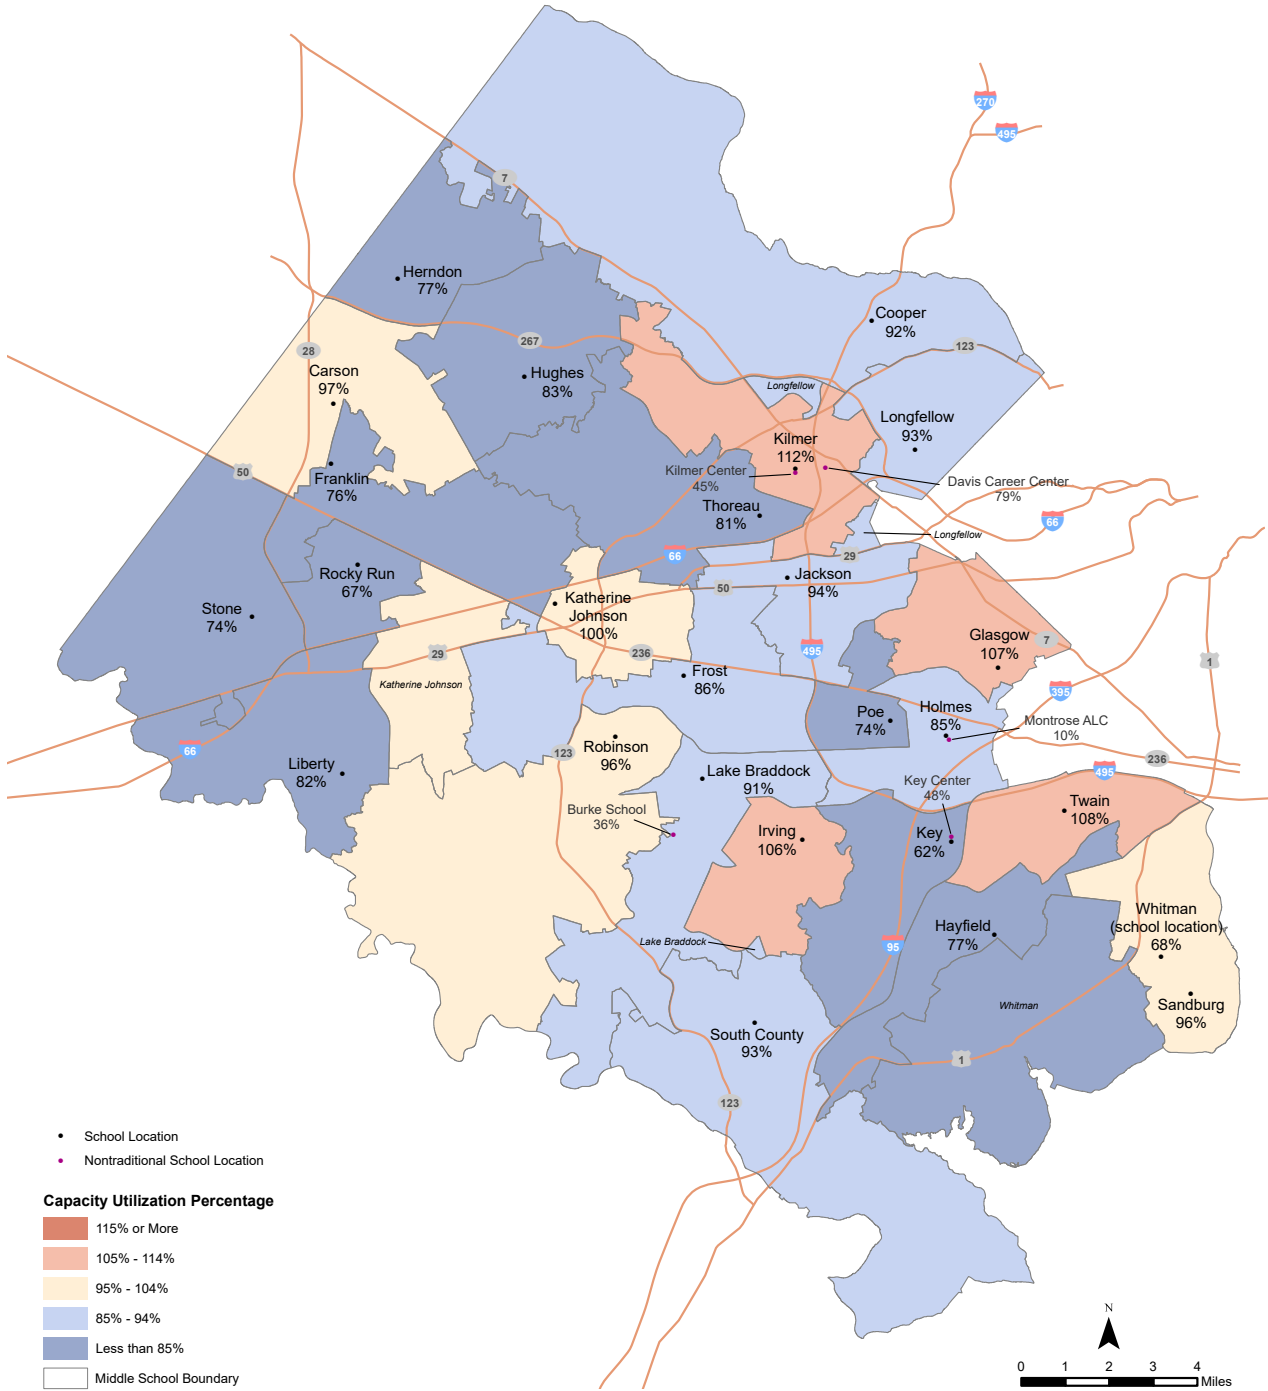 270
495
7
Herndon
77%
Cooper
92%
267
123
28
Carson
97%
Hughes
83%
Longfellow
Longfellow
93%
Kilmer
112%
50
Franklin
76%
Kilmer Center
45%
Davis Career Center
79%
Thoreau
81%
66
Longfellow
66
29
Rocky Run
67%
Jackson
94%
50
Stone
74%
Katherine
Johnson
100%
Glasgow
107%
7
29
236
495
1
Katherine Johnson
Frost
86%
395
Poe
74%
Holmes
85%
Montrose ALC
10%
66
123
Robinson
96%
236
Liberty
82%
Lake Braddock
91%
Key Center
48%
495
Burke School
36%
Twain
108%
Irving
106%
Key
62%
Whitman
(school location)
68%
Hayfield
77%
Lake Braddock
95
Whitman
Sandburg
96%
South County
93%
1
123
School Location
Nontraditional School Location
Capacity Utilization Percentage
115% or More
105% - 114%
95% - 104%
85% - 94%
Less than 85%
Middle School Boundary
N
0 1 2 3 4
Miles